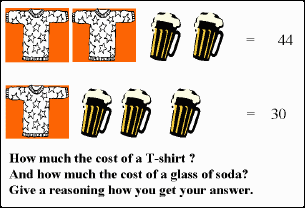 = 44
= 30
How much the cost of a T-shirt ?
And how much the cost of a glass of soda?
Give a reasoning how you get your answer.